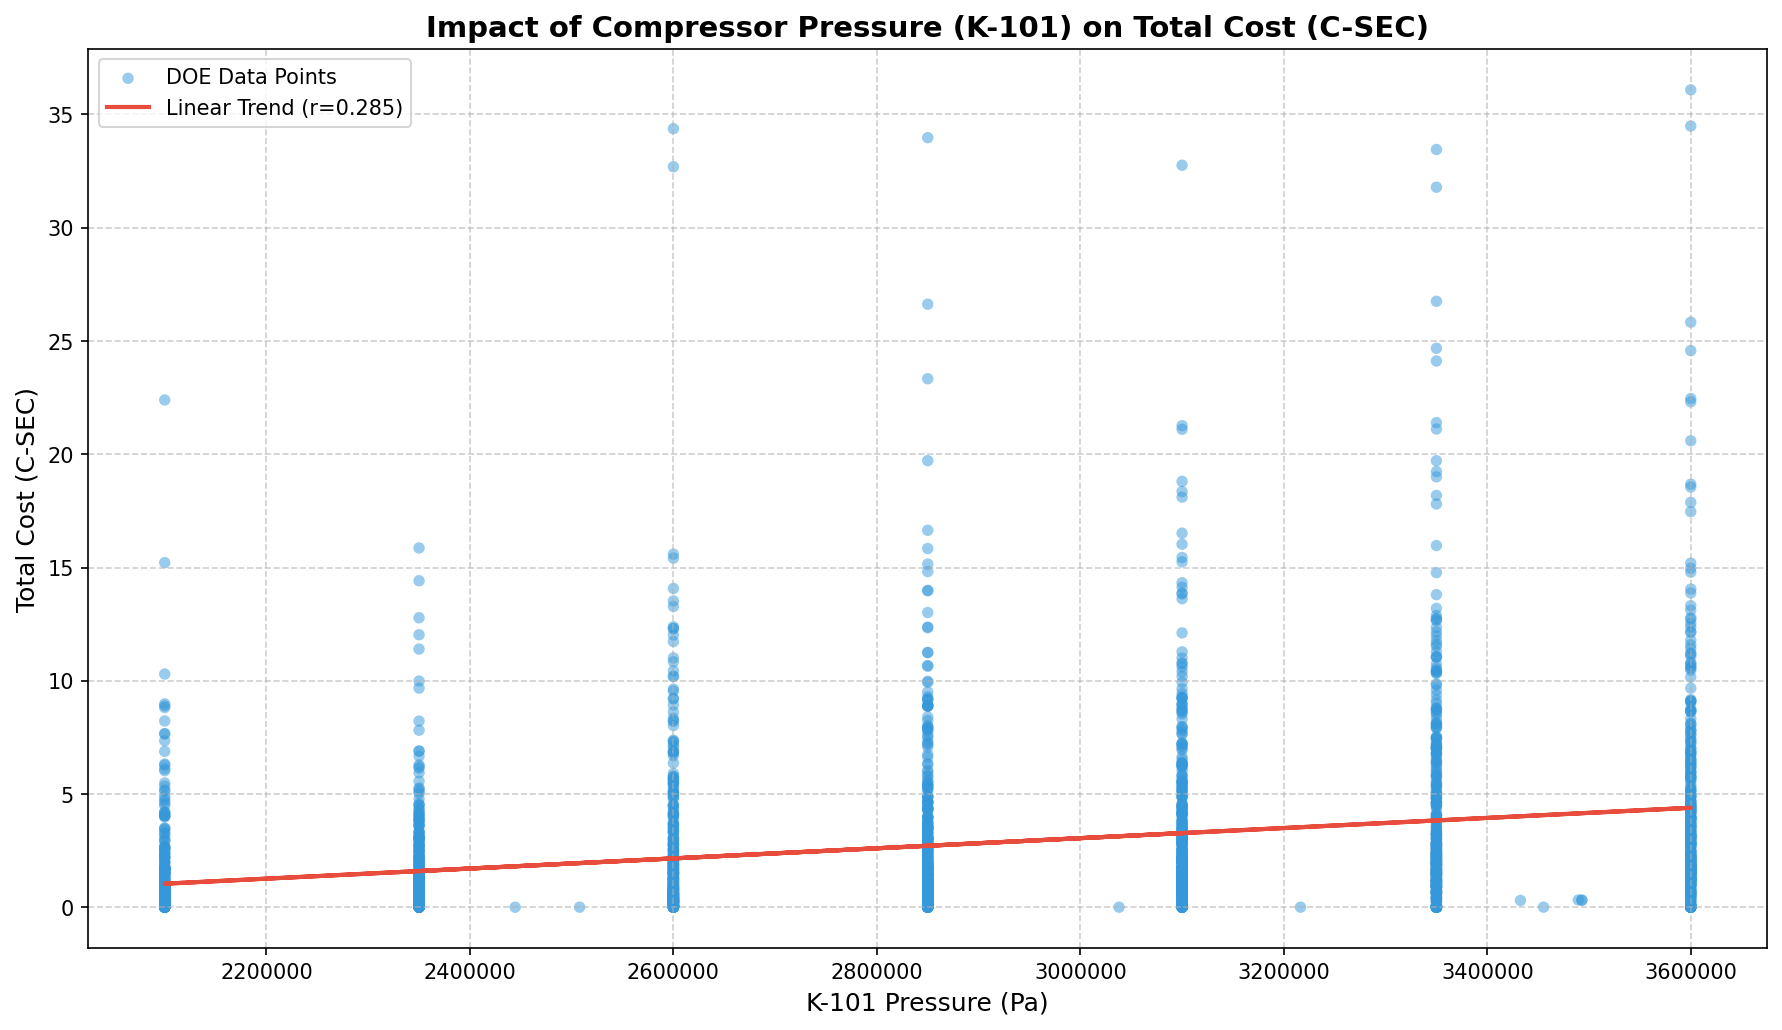 Impact of Compressor Pressure (K-101) on Total Cost (C-SEC)
DOE Data Points
Linear Trend (r=0.285)
Total Cost (C-SEC)
35
30
25
20
15
10
5
0
2200000 2400000 2600000 2800000 3000000 3200000 3400000 3600000
K-101 Pressure (Pa)